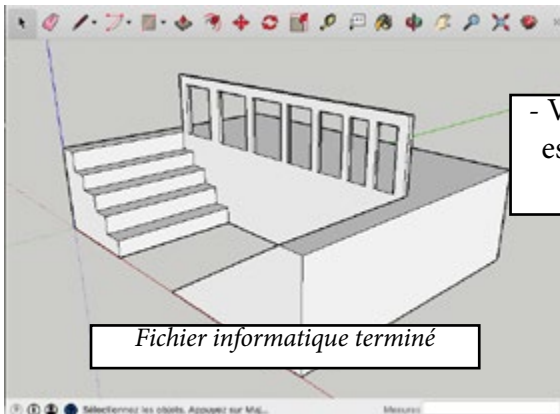 - V
es
Fichier informatique terminé
Sélectionnez les objets. Appuyez sur Maj...
Mesures